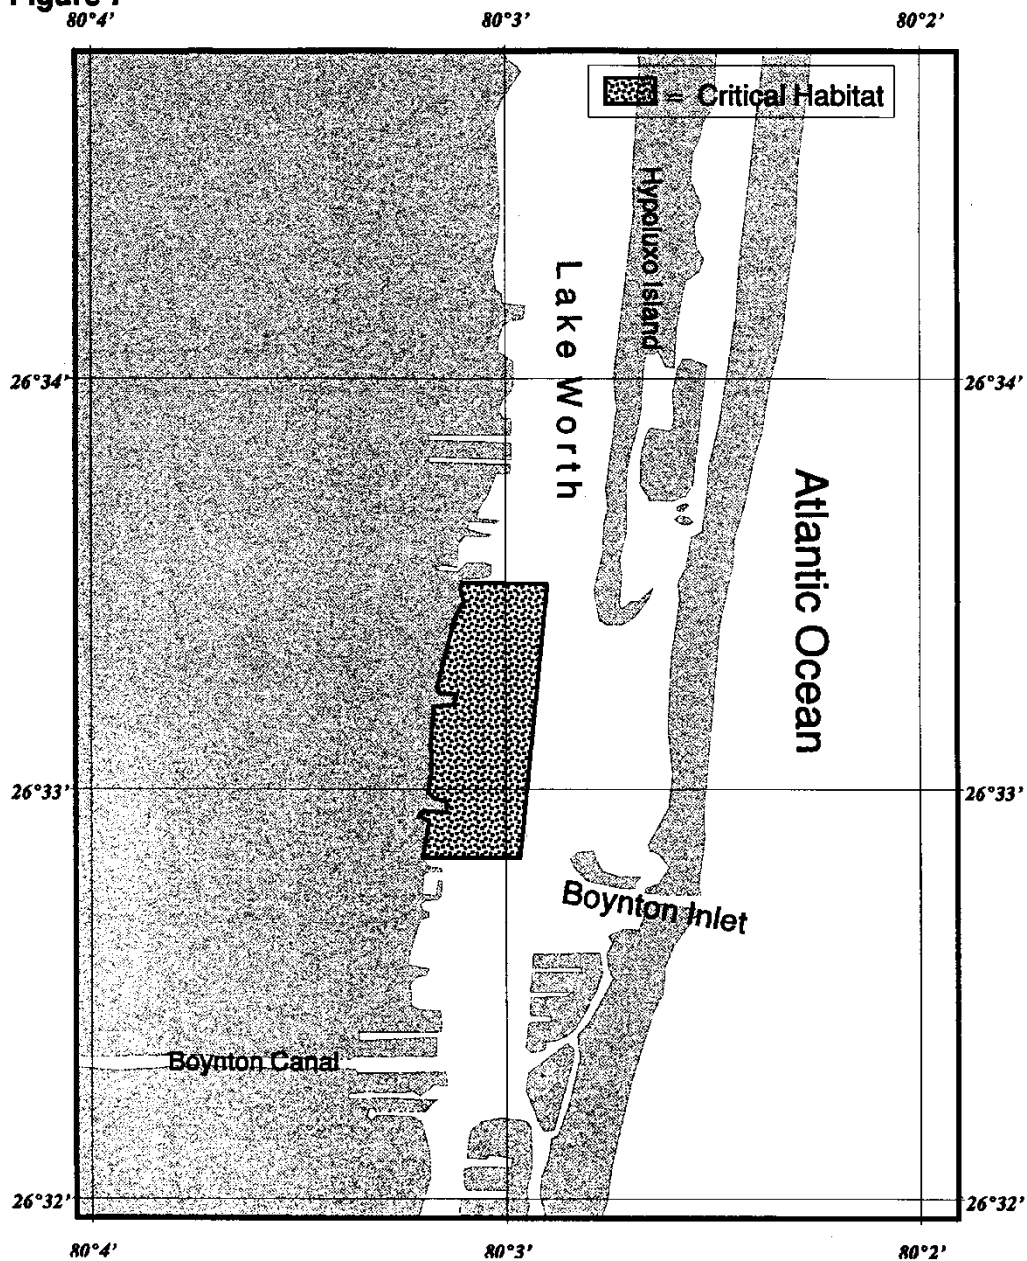 Figure 7
80°4' 80°3' 80°2'
= Critical Habitat
Hypoluxo Island
Lake Worth
26°34' 26°34'
Atlantic Ocean
26°33' 26°33'
Boynton Inlet
Boynton Canal
26°32' 26°32'
80°4' 80°3' 80°2'